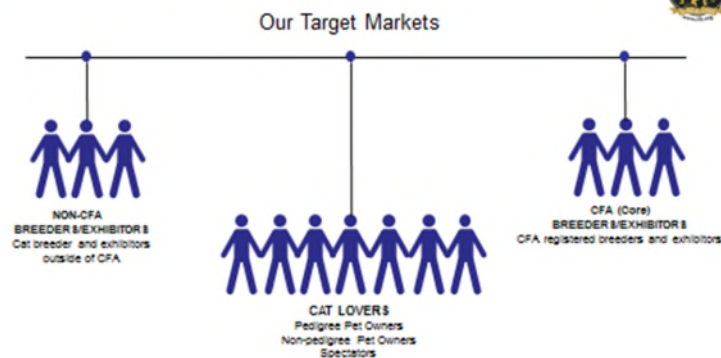 Our Target Markets
NON-CFA
BREEDERS/EXHIBITORS
Cat breeder and exhibitors
outside of CFA
CAT LOVERS
Pedigree Pet Owners
Non-pedigree Pet Owners
Spectators
CFA (Core)
BREEDERS/EXHIBITORS
CFA registered breeders and exhibitors